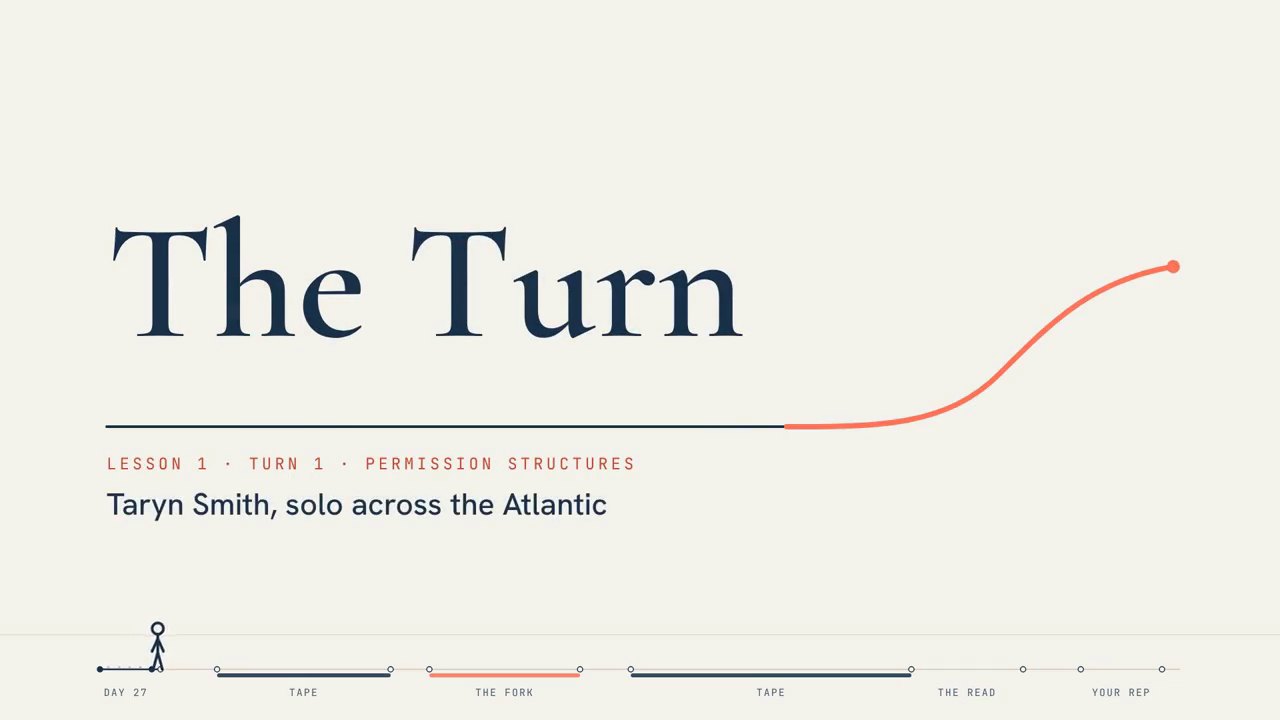 The Turn
LESSON 1 · TURN 1 · PERMISSION STRUCTURES
Taryn Smith, solo across the Atlantic
DAY 27 TAPE THE FORK TAPE THE READ YOUR REP